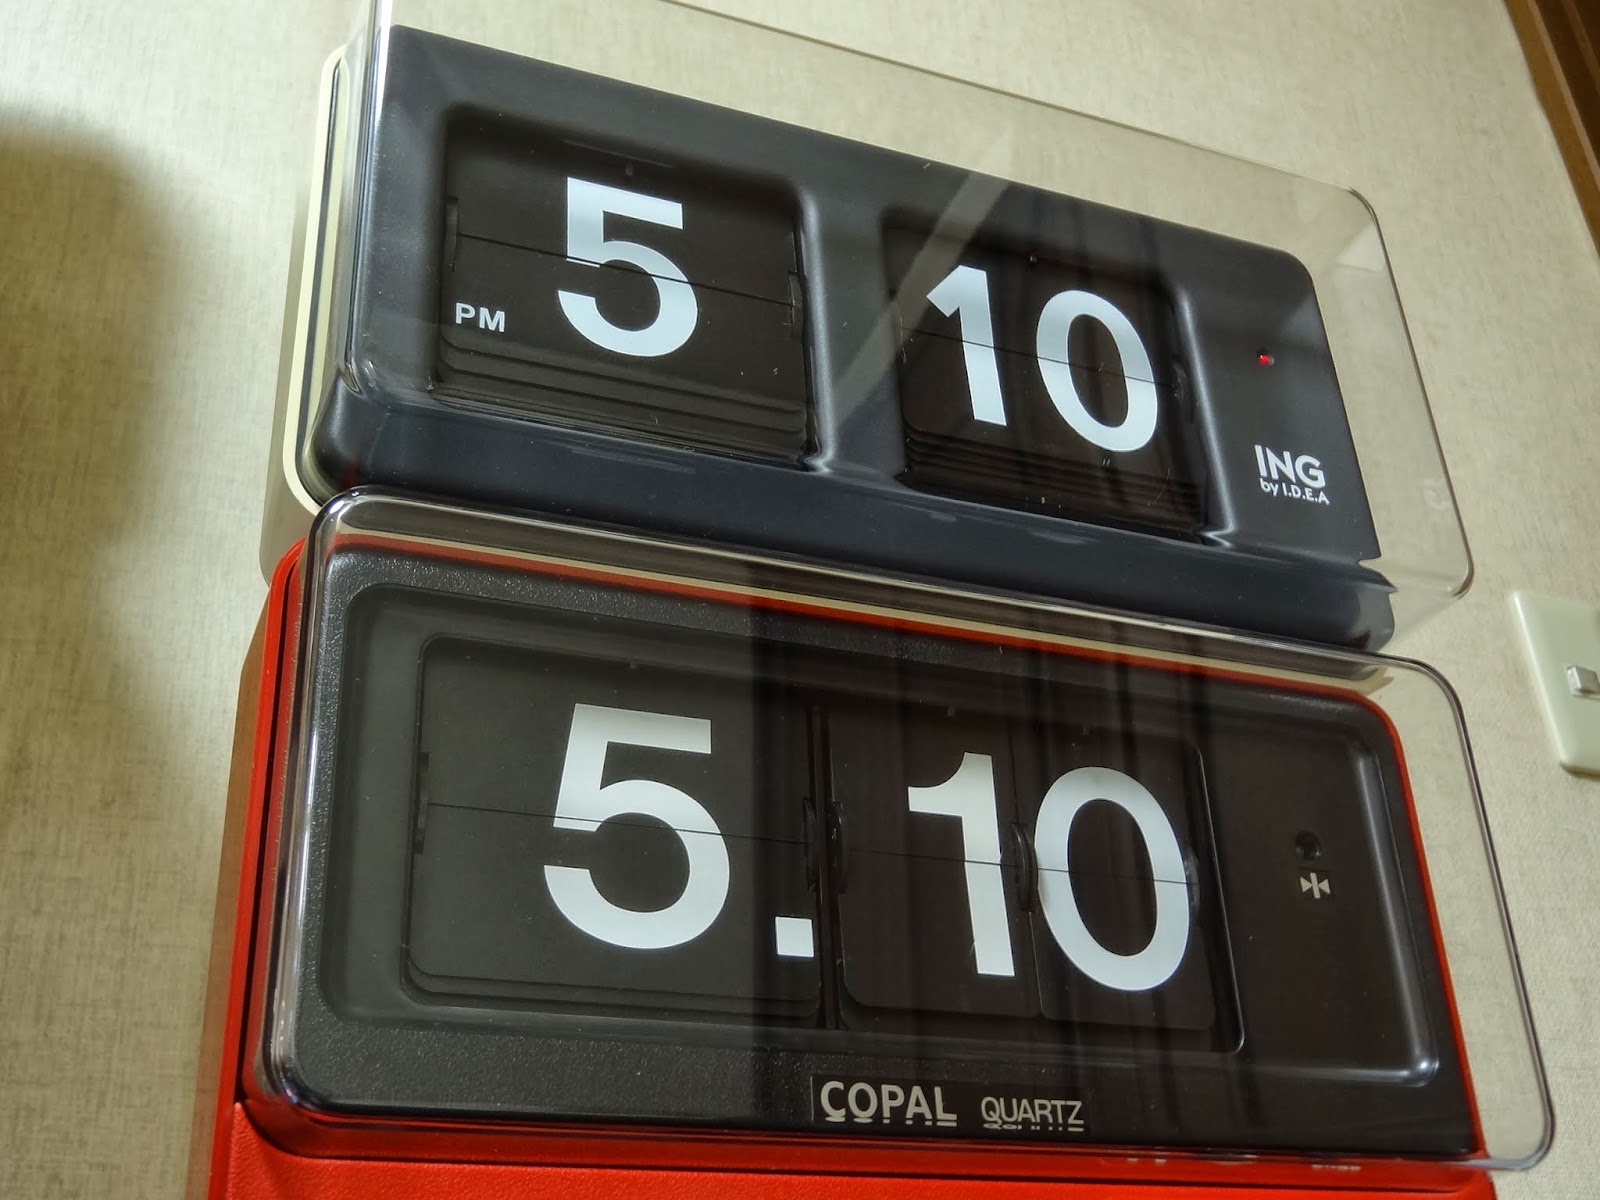 5 10
PM
ING
by I.D.E.A
5. 10
COPAL QUARTZ